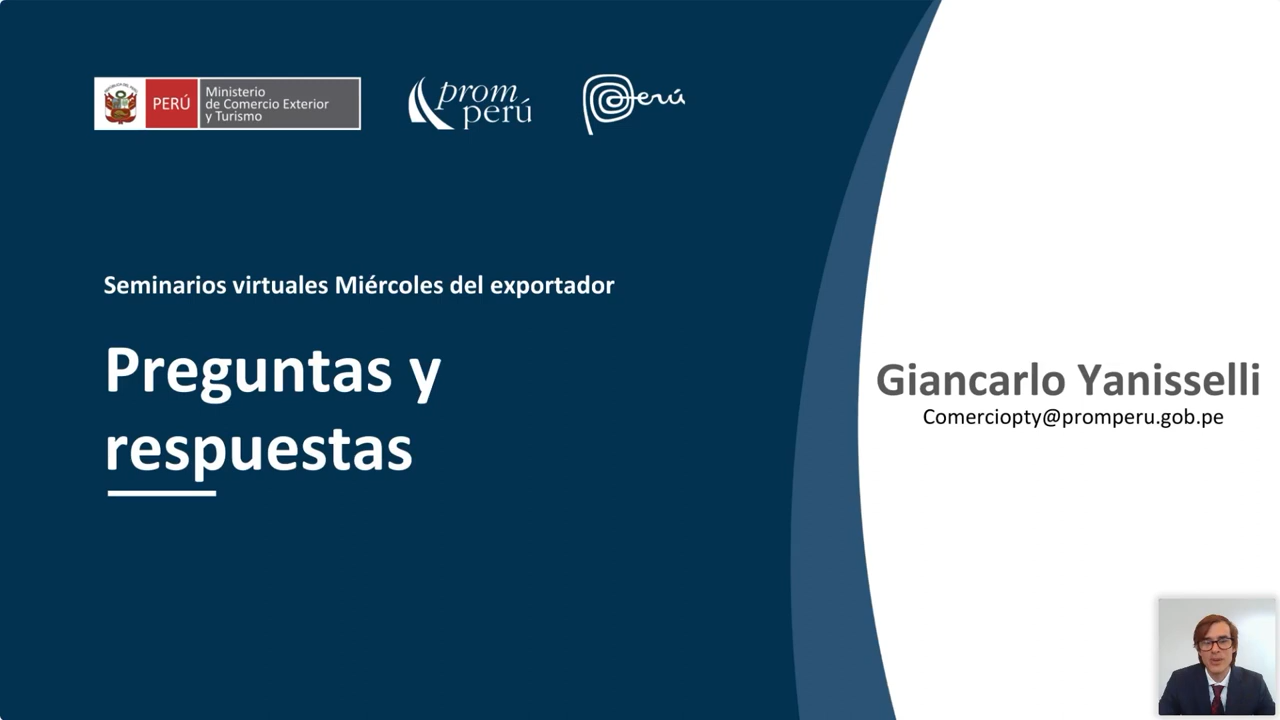 PERÚ
Ministerio
de Comercio Exterior
y Turismo
prom
perú
Perú
Seminarios virtuales Miércoles del exportador
Preguntas y
respuestas
Giancarlo Yanisselli
Comerciopty@promperu.gob.pe